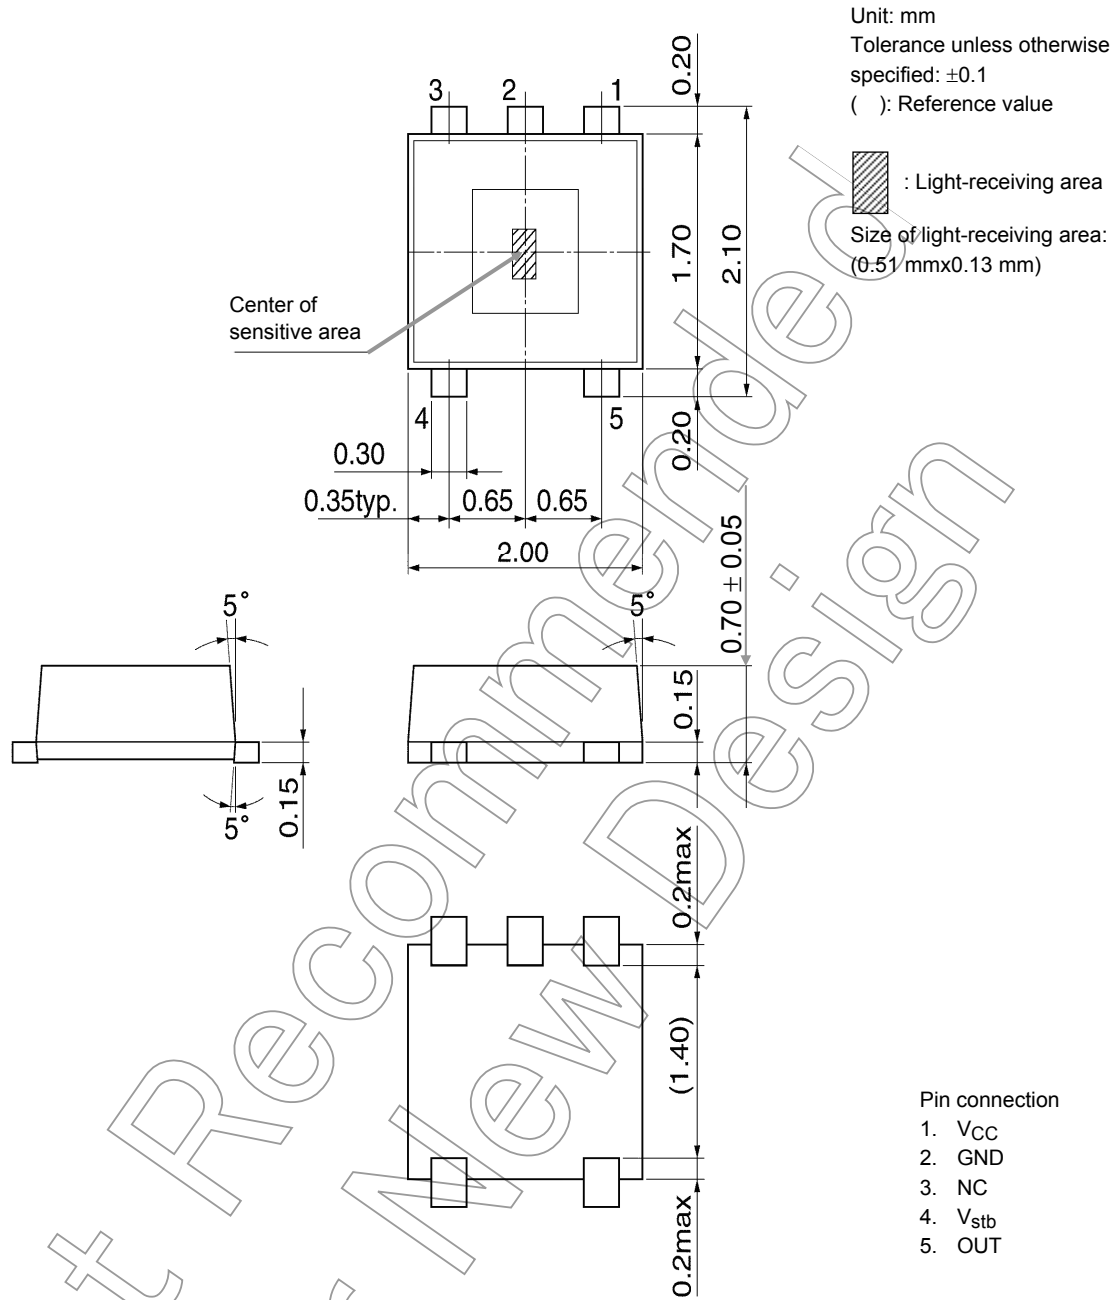 Unit: mm
Tolerance unless otherwise
specified: ±0.1
( ): Reference value
: Light-receiving area
Size of light-receiving area:
(0.51 mmx0.13 mm)
3 2 1
0.20
1.70
2.10
Center of
sensitive area
4 5
0.20
0.30
0.35typ. 0.65 0.65
2.00
0.70 ± 0.05
5°
5°
0.15
5°
0.15
0.2max
(1.40)
0.2max
Pin connection
1. VCC
2. GND
3. NC
4. Vstb
5. OUT
t Recommended
r New Design